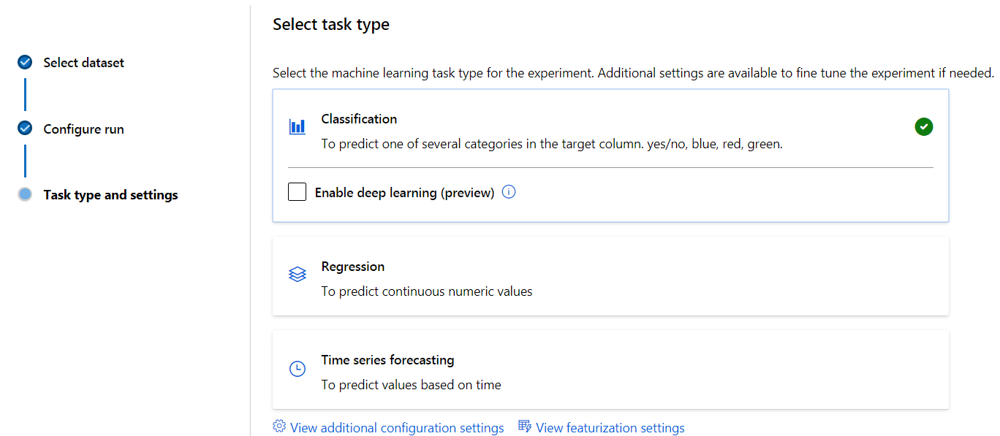 Select task type
Select dataset
Configure run
Task type and settings
Select the machine learning task type for the experiment. Additional settings are available to fine tune the experiment if needed.
Classification
To predict one of several categories in the target column. yes/no, blue, red, green.
Enable deep learning (preview)
Regression
To predict continuous numeric values
Time series forecasting
To predict values based on time
View additional configuration settings View featurization settings